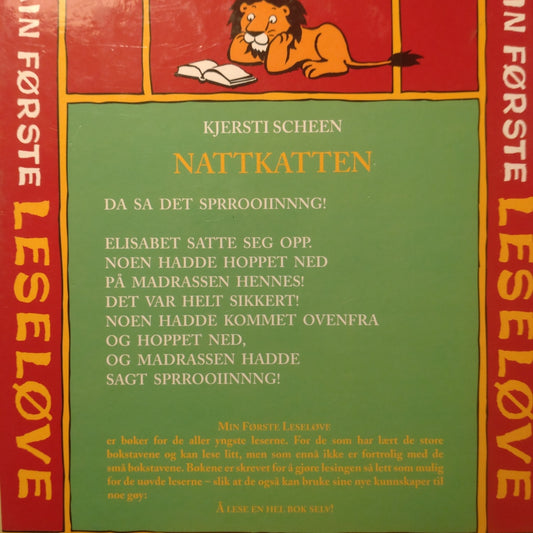 KJERSTI SCHEEN
NATTKATTEN
DA SA DET SPRROOIINNNG!
ELISABET SATTE SEG OPP.
NOEN HADDE HOPPET NED
PÅ MADRASSEN HENNES!
DET VAR HELT SIKKERT!
NOEN HADDE KOMMET OVENFRA
OG HOPPET NED,
OG MADRASSEN HADDE
SAGT SPRROOIINNNG!
MIN FØRSTE LESELØVE
er bøker for de aller yngste leserne. For de som har lært de store
bokstavene og kan lese litt, men som ennå ikke er fortrolig med de
små bokstavene. Bøkene er skrevet for å gjøre lesingen så lett som mulig
for de uøvde leserne – slik at de også kan bruke sine nye kunnskaper til
noe gøy:
Å LESE EN HEL BOK SELV!
IN FØRSTE LESELØVE
IN FØRSTE LESELØVE